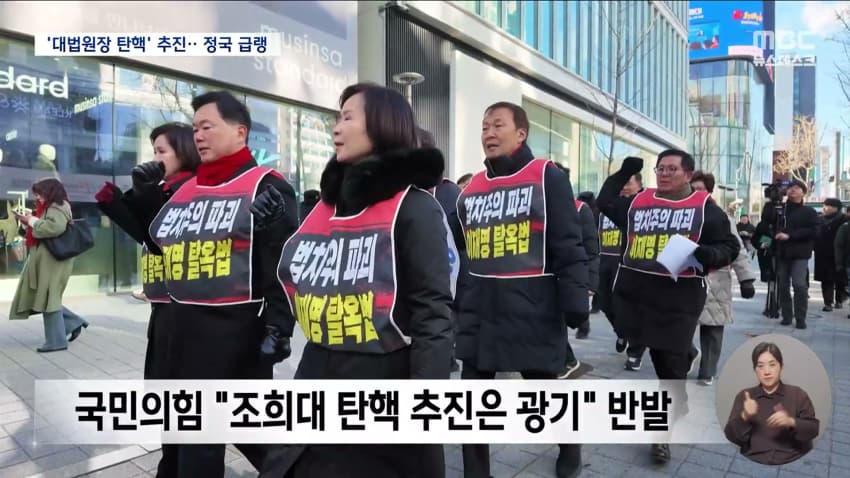 '대법원장 탄핵' 추진‥ 정국 급랭
MBC
뉴스데스크
musinsa
standard
standard
musinsa
법치주의 파괴
이재명 탈옥법
법치주의 파괴
이재명 탈옥법
법치주의 파괴
이재명 탈옥법
법치주의 파괴
이재명 탈옥법
국민의힘 "조희대 탄핵 추진은 광기" 반발